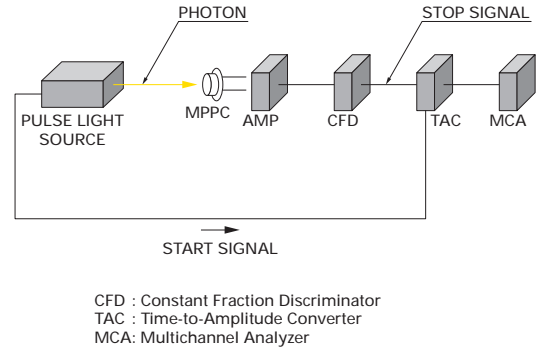 PHOTON
STOP SIGNAL
PULSE LIGHT
SOURCE
MPPC
AMP
CFD
TAC
MCA
START SIGNAL
CFD : Constant Fraction Discriminator
TAC : Time-to-Amplitude Converter
MCA: Multichannel Analyzer